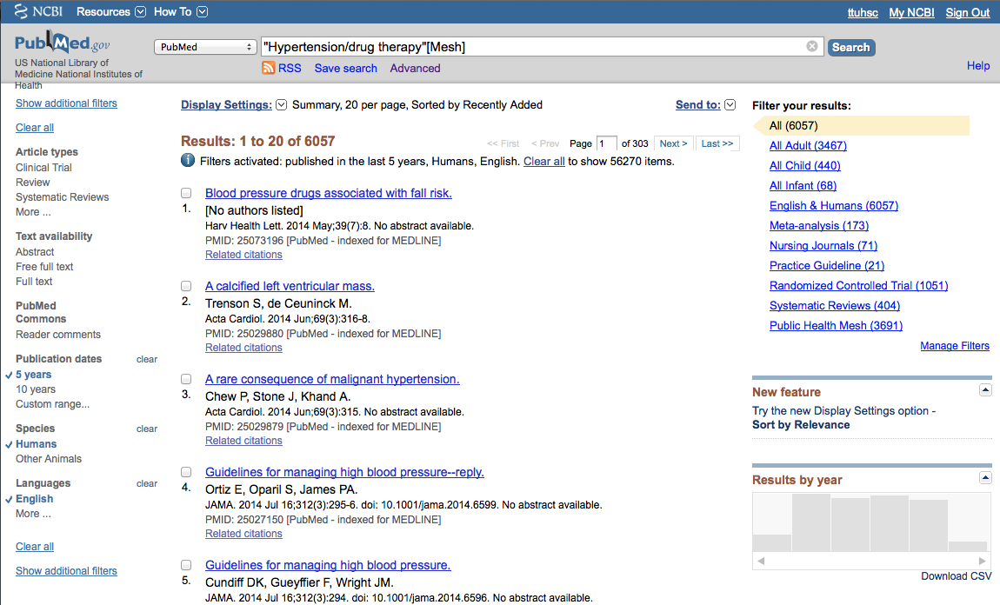 NCBI Resources How To ttuhsc My NCBI Sign Out
PubMed.gov
US National Library of
Medicine National Institutes of
Health
PubMed "Hypertension/drug therapy"[Mesh] Search
RSS Save search Advanced Help
Show additional filters
Clear all
Article types
Clinical Trial
Review
Systematic Reviews
More ...
Text availability
Abstract
Free full text
Full text
PubMed
Commons
Reader comments
Publication dates clear
5 years
10 years
Custom range...
Species clear
Humans
Other Animals
Languages clear
English
More ...
Clear all
Show additional filters
Display Settings: Summary, 20 per page, Sorted by Recently Added Send to:
Results: 1 to 20 of 6057
<< First < Prev Page 1 of 303 Next > Last >>
Filters activated: published in the last 5 years, Humans, English. Clear all to show 56270 items.
Blood pressure drugs associated with fall risk.
1. [No authors listed]
Harv Health Lett. 2014 May;39(7):8. No abstract available.
PMID: 25073196 [PubMed - indexed for MEDLINE]
Related citations
A calcified left ventricular mass.
2. Trenson S, de Ceuninck M.
Acta Cardiol. 2014 Jun;69(3):316-8.
PMID: 25029880 [PubMed - indexed for MEDLINE]
Related citations
A rare consequence of malignant hypertension.
3. Chew P, Stone J, Khand A.
Acta Cardiol. 2014 Jun;69(3):315. No abstract available.
PMID: 25029879 [PubMed - indexed for MEDLINE]
Related citations
Guidelines for managing high blood pressure--reply.
4. Ortiz E, Oparil S, James PA.
JAMA. 2014 Jul 16;312(3):295-6. doi: 10.1001/jama.2014.6599. No abstract available.
PMID: 25027150 [PubMed - indexed for MEDLINE]
Related citations
Guidelines for managing high blood pressure.
5. Cundiff DK, Gueyffier F, Wright JM.
JAMA. 2014 Jul 16;312(3):294. doi: 10.1001/jama.2014.6596. No abstract available.
Filter your results:
All (6057)
All Adult (3467)
All Child (440)
All Infant (68)
English & Humans (6057)
Meta-analysis (173)
Nursing Journals (71)
Practice Guideline (21)
Randomized Controlled Trial (1051)
Systematic Reviews (404)
Public Health Mesh (3691)
Manage Filters
New feature
Try the new Display Settings option -
Sort by Relevance
Results by year
Download CSV